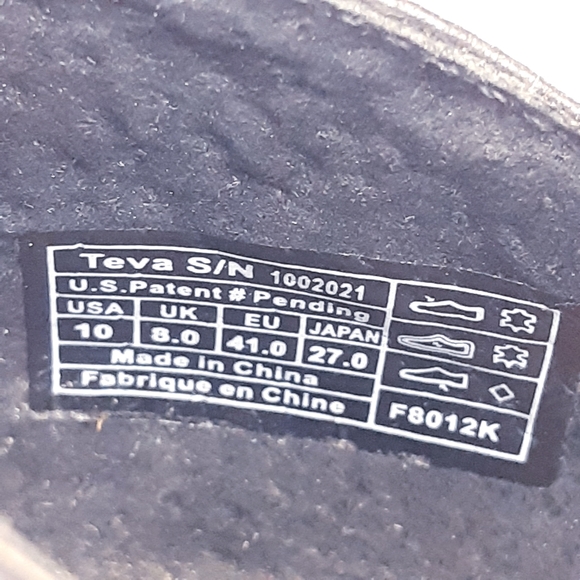 Teva S/N 1002021
U.S.Patent # Pending
USA UK EU JAPAN
10 8.0 41.0 27.0
Made in China
Fabrique en Chine
F8012K